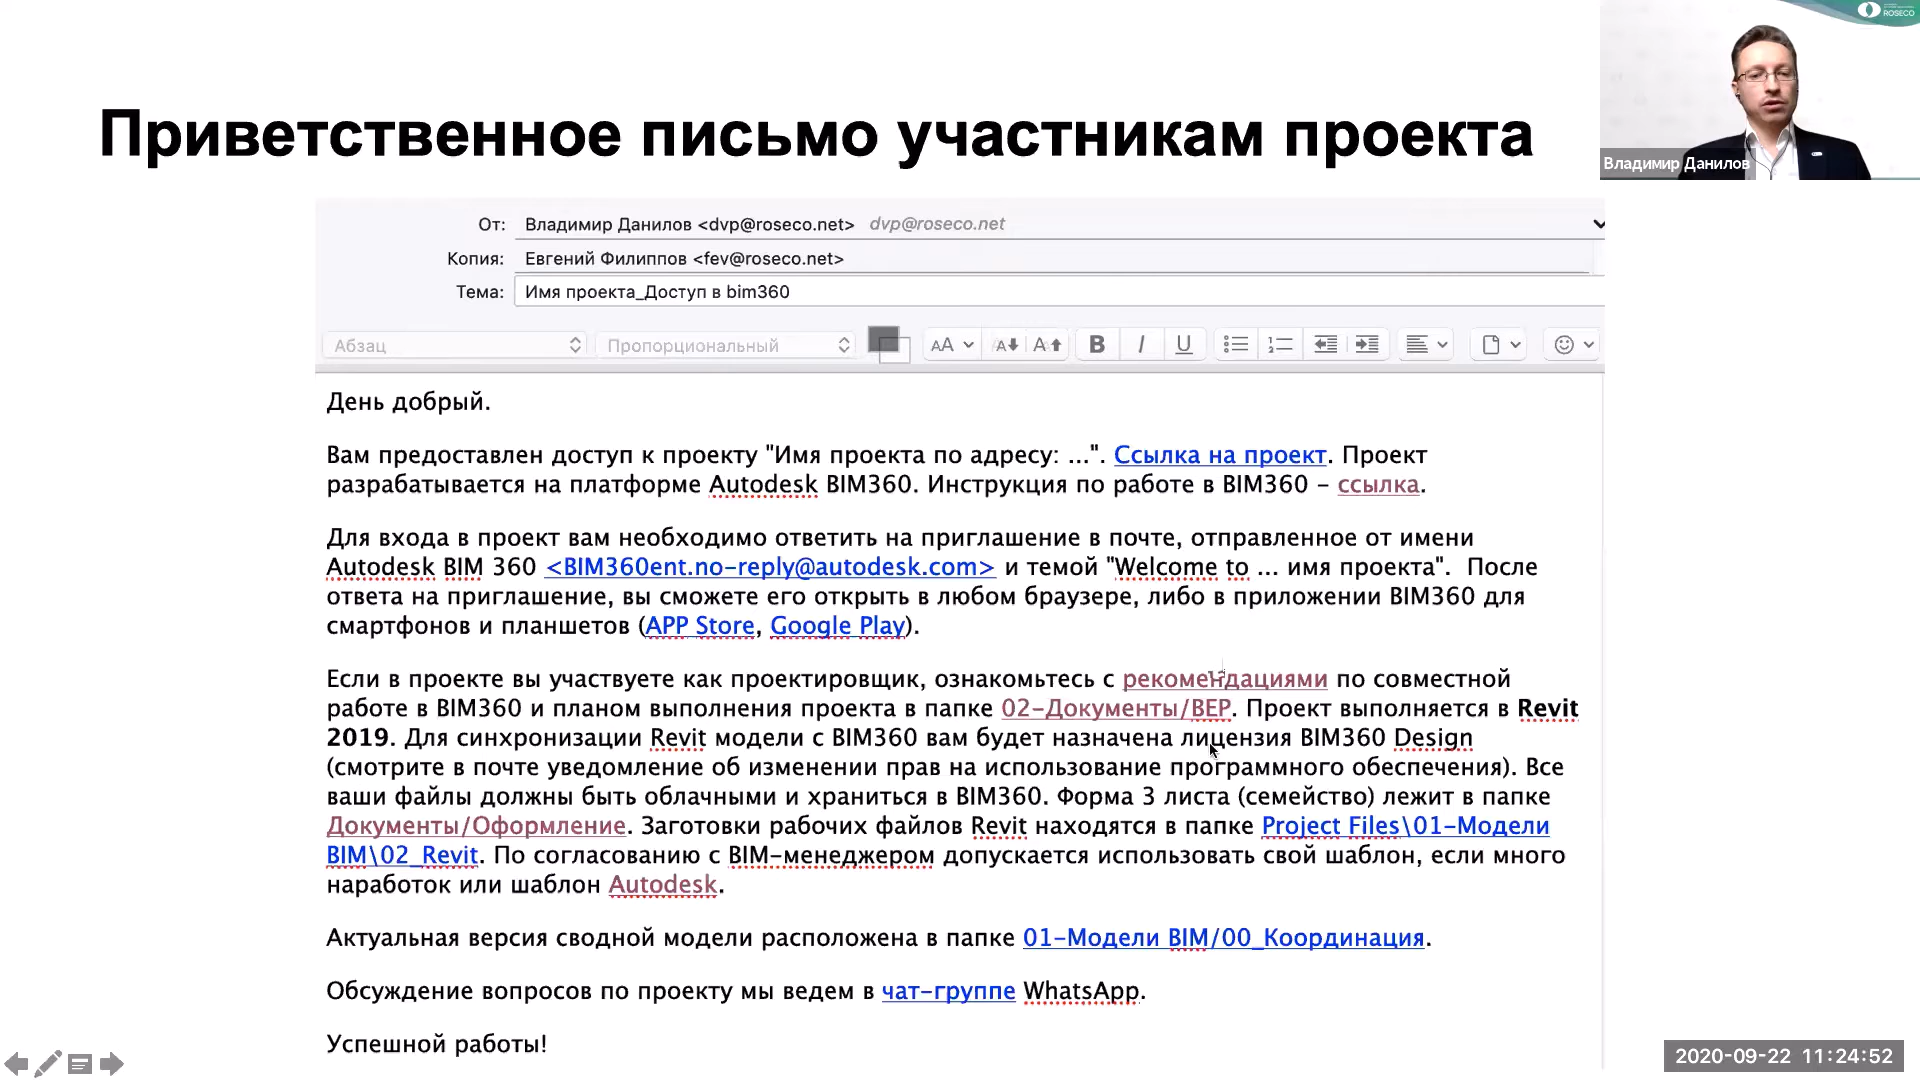 ROSECO
Приветственное письмо участникам проекта
Владимир Данилов
От: Владимир Данилов <dvp@roseco.net> dvp@roseco.net
Копия: Евгений Филиппов <fev@roseco.net>
Тема: Имя проекта_Доступ в bim360
Абзац Пропорциональный AA A A B I U
День добрый.
Вам предоставлен доступ к проекту "Имя проекта по адресу: ...". Ссылка на проект. Проект
разрабатывается на платформе Autodesk BIM360. Инструкция по работе в BIM360 – ссылка.
Для входа в проект вам необходимо ответить на приглашение в почте, отправленное от имени
Autodesk BIM 360 <BIM360ent.no-reply@autodesk.com> и темой "Welcome to ... имя проекта".  После
ответа на приглашение, вы сможете его открыть в любом браузере, либо в приложении BIM360 для
смартфонов и планшетов (APP Store, Google Play).
Если в проекте вы участвуете как проектировщик, ознакомьтесь с рекомендациями по совместной
работе в BIM360 и планом выполнения проекта в папке 02-Документы/BEP. Проект выполняется в Revit
2019. Для синхронизации Revit модели с BIM360 вам будет назначена лицензия BIM360 Design
(смотрите в почте уведомление об изменении прав на использование программного обеспечения). Все
ваши файлы должны быть облачными и храниться в BIM360. Форма 3 листа (семейство) лежит в папке
Документы/Оформление. Заготовки рабочих файлов Revit находятся в папке Project Files\01-Модели
BIM\02_Revit. По согласованию с BIM-менеджером допускается использовать свой шаблон, если много
наработок или шаблон Autodesk.
Актуальная версия сводной модели расположена в папке 01-Модели BIM/00_Координация.
Обсуждение вопросов по проекту мы ведем в чат-группе WhatsApp.
Успешной работы!
2020-09-22 11:24:52